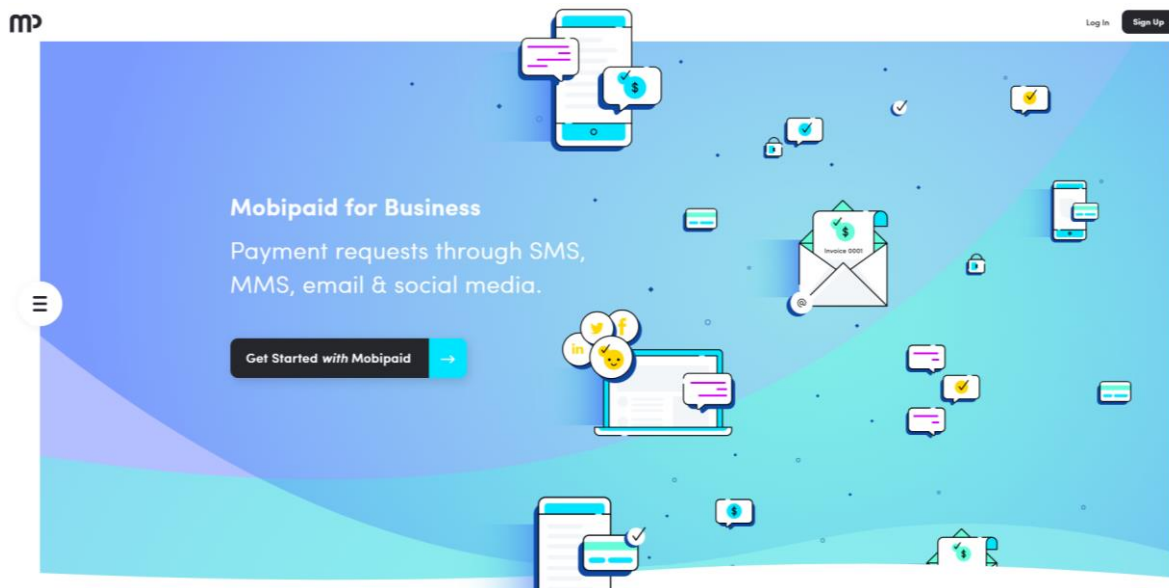 mp
Log In
Sign Up
Mobipaid for Business
Payment requests through SMS,
MMS, email & social media.
Get Started with Mobipaid
Invoice 0001
@
in
f
$
$
$
$
$